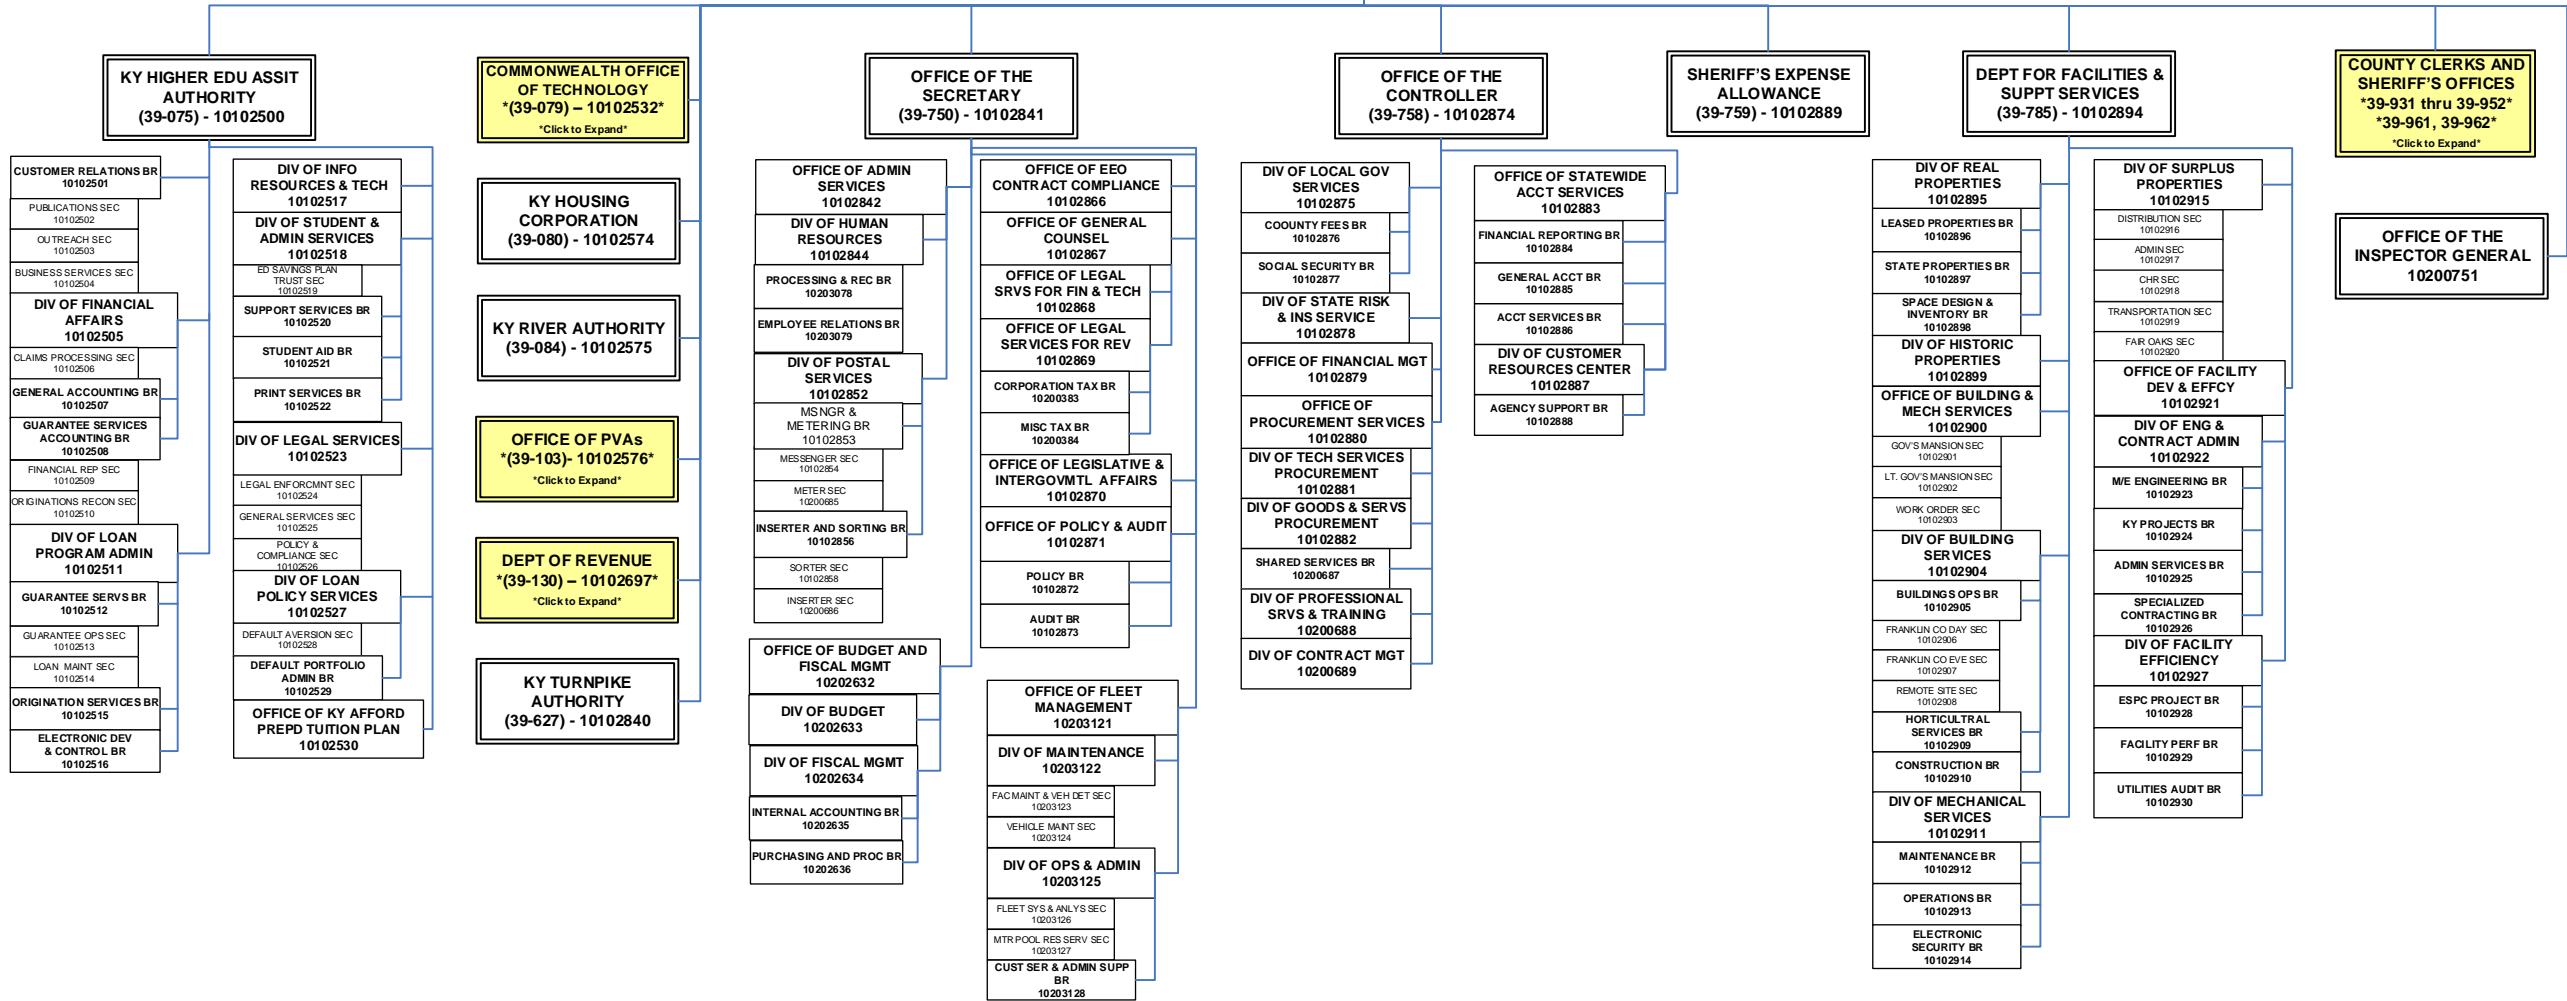 KY HIGHER EDU ASSIT
AUTHORITY
(39-075) - 10102500
CUSTOMER RELATIONS BR
10102501
PUBLICATIONS SEC
10102502
OUTREACH SEC
10102503
BUSINESS SERVICES SEC
10102504
DIV OF FINANCIAL
AFFAIRS
10102505
CLAIMS PROCESSING SEC
10102506
GENERAL ACCOUNTING BR
10102507
GUARANTEE SERVICES
ACCOUNTING BR
10102508
FINANCIAL REP SEC
10102509
ORIGINATIONS RECON SEC
10102510
DIV OF LOAN
PROGRAM ADMIN
10102511
GUARANTEE SERVS BR
10102512
GUARANTEE OPS SEC
10102513
LOAN MAINT SEC
10102514
ORIGINATION SERVICES BR
10102515
ELECTRONIC DEV
& CONTROL BR
10102516
DIV OF INFO
RESOURCES & TECH
10102517
DIV OF STUDENT &
ADMIN SERVICES
10102518
ED SAVINGS PLAN
TRUST SEC
10102519
SUPPORT SERVICES BR
10102520
STUDENT AID BR
10102521
PRINT SERVICES BR
10102522
DIV OF LEGAL SERVICES
10102523
LEGAL ENFORCMNT SEC
10102524
GENERAL SERVICES SEC
10102525
POLICY &
COMPLIANCE SEC
10102526
DIV OF LOAN
POLICY SERVICES
10102527
DEFAULT AVERSION SEC
10102528
DEFAULT PORTFOLIO
ADMIN BR
10102529
OFFICE OF KY AFFORD
PREPD TUITION PLAN
10102530
COMMONWEALTH OFFICE
OF TECHNOLOGY
*(39-079) – 10102532*
*Click to Expand*
KY HOUSING
CORPORATION
(39-080) - 10102574
KY RIVER AUTHORITY
(39-084) - 10102575
OFFICE OF PVAs
*(39-103)- 10102576*
*Click to Expand*
DEPT OF REVENUE
*(39-130) – 10102697*
*Click to Expand*
KY TURNPIKE
AUTHORITY
(39-627) - 10102840
OFFICE OF THE
SECRETARY
(39-750) - 10102841
OFFICE OF ADMIN
SERVICES
10102842
DIV OF HUMAN
RESOURCES
10102844
PROCESSING & REC BR
10203078
EMPLOYEE RELATIONS BR
10203079
DIV OF POSTAL
SERVICES
10102852
MSNGR &
METERING BR
10102853
MESSENGER SEC
10102854
METER SEC
10200685
INSERTER AND SORTING BR
10102856
SORTER SEC
10102858
INSERTER SEC
10200686
OFFICE OF BUDGET AND
FISCAL MGMT
10202632
DIV OF BUDGET
10202633
DIV OF FISCAL MGMT
10202634
INTERNAL ACCOUNTING BR
10202635
PURCHASING AND PROC BR
10202636
OFFICE OF EEO
CONTRACT COMPLIANCE
10102866
OFFICE OF GENERAL
COUNSEL
10102867
OFFICE OF LEGAL
SRVS FOR FIN & TECH
10102868
OFFICE OF LEGAL
SERVICES FOR REV
10102869
CORPORATION TAX BR
10200383
MISC TAX BR
10200384
OFFICE OF LEGISLATIVE &
INTERGOVMTL AFFAIRS
10102870
OFFICE OF POLICY & AUDIT
10102871
POLICY BR
10102872
AUDIT BR
10102873
OFFICE OF FLEET
MANAGEMENT
10203121
DIV OF MAINTENANCE
10203122
FAC MAINT & VEH DET SEC
10203123
VEHICLE MAINT SEC
10203124
DIV OF OPS & ADMIN
10203125
FLEET SYS & ANLYS SEC
10203126
MTR POOL RES SERV SEC
10203127
CUST SER & ADMIN SUPP
BR
10203128
OFFICE OF THE
CONTROLLER
(39-758) - 10102874
DIV OF LOCAL GOV
SERVICES
10102875
COOUNTY FEES BR
10102876
SOCIAL SECURITY BR
10102877
DIV OF STATE RISK
& INS SERVICE
10102878
OFFICE OF FINANCIAL MGT
10102879
OFFICE OF
PROCUREMENT SERVICES
10102880
DIV OF TECH SERVICES
PROCUREMENT
10102881
DIV OF GOODS & SERVS
PROCUREMENT
10102882
SHARED SERVICES BR
10200687
DIV OF PROFESSIONAL
SRVS & TRAINING
10200688
DIV OF CONTRACT MGT
10200689
OFFICE OF STATEWIDE
ACCT SERVICES
10102883
FINANCIAL REPORTING BR
10102884
GENERAL ACCT BR
10102885
ACCT SERVICES BR
10102886
DIV OF CUSTOMER
RESOURCES CENTER
10102887
AGENCY SUPPORT BR
10102888
SHERIFF'S EXPENSE
ALLOWANCE
(39-759) - 10102889
DEPT FOR FACILITIES &
SUPPT SERVICES
(39-785) - 10102894
DIV OF REAL
PROPERTIES
10102895
LEASED PROPERTIES BR
10102896
STATE PROPERTIES BR
10102897
SPACE DESIGN &
INVENTORY BR
10102898
DIV OF HISTORIC
PROPERTIES
10102899
OFFICE OF BUILDING &
MECH SERVICES
10102900
GOV'S MANSION SEC
10102901
LT. GOV'S MANSION SEC
10102902
WORK ORDER SEC
10102903
DIV OF BUILDING
SERVICES
10102904
BUILDINGS OPS BR
10102905
FRANKLIN CO DAY SEC
10102906
FRANKLIN CO EVE SEC
10102907
REMOTE SITE SEC
10102908
HORTICULTRAL
SERVICES BR
10102909
CONSTRUCTION BR
10102910
DIV OF MECHANICAL
SERVICES
10102911
MAINTENANCE BR
10102912
OPERATIONS BR
10102913
ELECTRONIC
SECURITY BR
10102914
DIV OF SURPLUS
PROPERTIES
10102915
DISTRIBUTION SEC
10102916
ADMIN SEC
10102917
CHR SEC
10102918
TRANSPORTATION SEC
10102919
FAIR OAKS SEC
10102920
OFFICE OF FACILITY
DEV & EFFCY
10102921
DIV OF ENG &
CONTRACT ADMIN
10102922
M/E ENGINEERING BR
10102923
KY PROJECTS BR
10102924
ADMIN SERVICES BR
10102925
SPECIALIZED
CONTRACTING BR
10102926
DIV OF FACILITY
EFFICIENCY
10102927
ESPC PROJECT BR
10102928
FACILITY PERF BR
10102929
UTILITIES AUDIT BR
10102930
COUNTY CLERKS AND
SHERIFF'S OFFICES
*39-931 thru 39-952*
*39-961, 39-962*
*Click to Expand*
OFFICE OF THE
INSPECTOR GENERAL
10200751